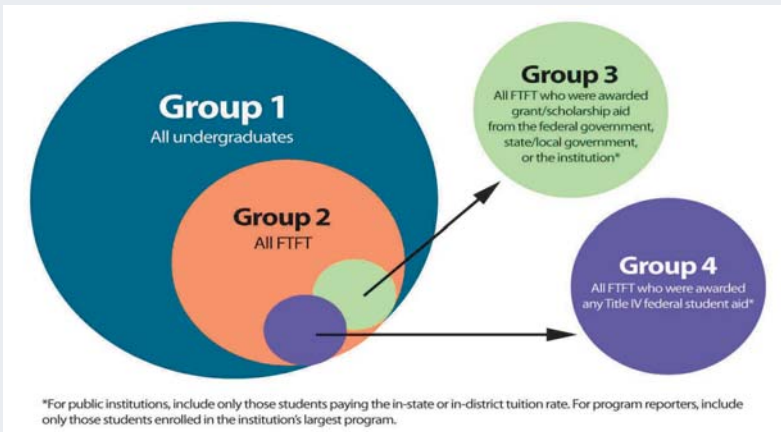 Group 1
All undergraduates
Group 2
All FTFT
Group 3
All FTFT who were awarded
grant/scholarship aid
from the federal government,
state/local government,
or the institution*
Group 4
All FTFT who were awarded
any Title IV federal student aid*
*For public institutions, include only those students paying the in-state or in-district tuition rate. For program reporters, include
only those students enrolled in the institution's largest program.